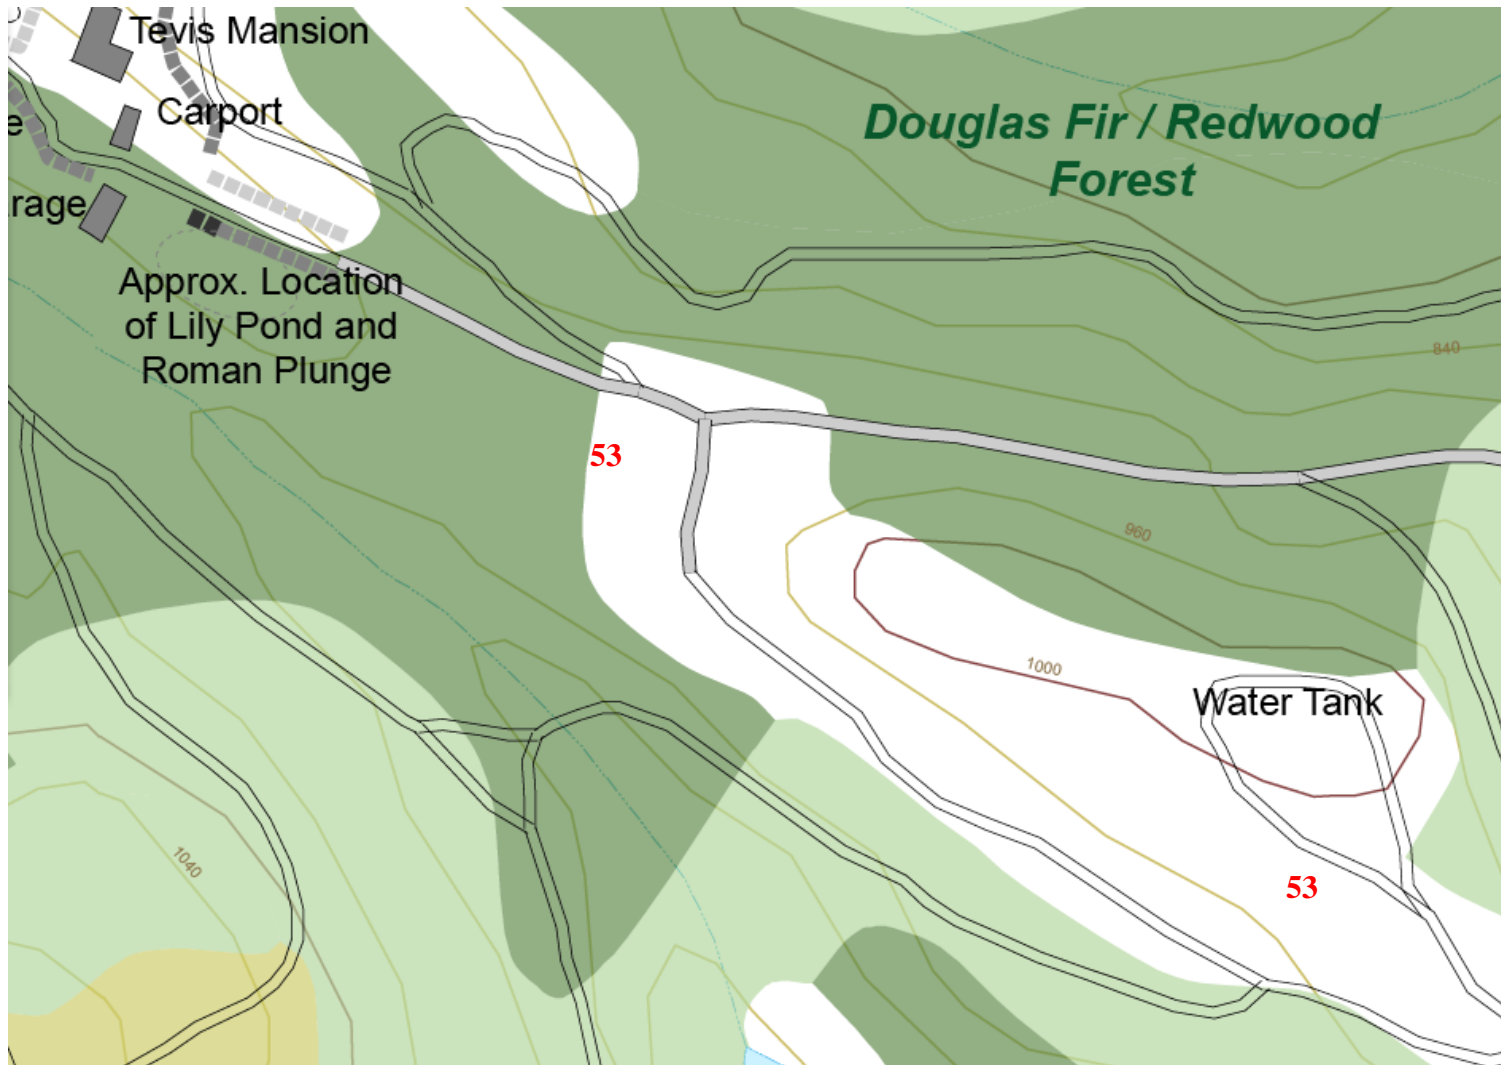 Tevis Mansion
Carport
e
rage
Douglas Fir / Redwood
Forest
Approx. Location
of Lily Pond and
Roman Plunge
840
53
960
1000
Water Tank
1040
53